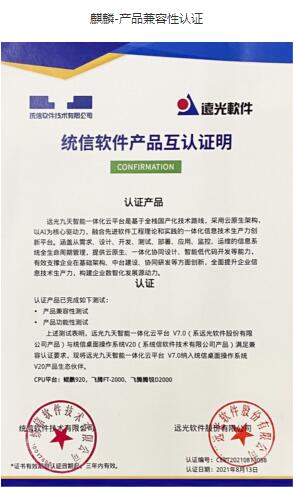 麒麟-产品兼容性认证
统信软件技术有限公司
遠光軟件
统信软件产品互认证明
CONFIRMATION
认证产品
远光九天智能一体化云平台是基于全栈国产化技术路线，采用云原生架构，
以AI为核心驱动力，融合先进软件工程理论和实践的一体化信息技术生产力创
新平台。涵盖从需求、设计、开发、测试、部署、应用、监控、运维的信息系
统全生命周期管理，提供云原生、一体化协同设计、智能低代码开发等能力，
有效支撑企业在基础架构、中台建设、协同研发等方面创新，全面提升企业信
息技术生产力，构建企业数智化发展源动力。
认证
认证产品已完成如下测试：
• 产品兼容性测试
• 产品功能性测试
上述测试表明，远光九天智能一体化云平台 V7.0（系远光软件股份有限
公司产品）与统信桌面操作系统V20（系统信软件技术有限公司产品）满足兼
容认证要求，现将远光九天智能一体化云平台 V7.0纳入统信桌面操作系统
V20产品生态伙伴。
CPU平台：鲲鹏920，飞腾FT-2000、飞腾腾锐D2000
统信软件技术有限公司
远光软件股份有限公司
*证书有效期自认证日期起，三年内有效。
认证日期：2021年8月13日